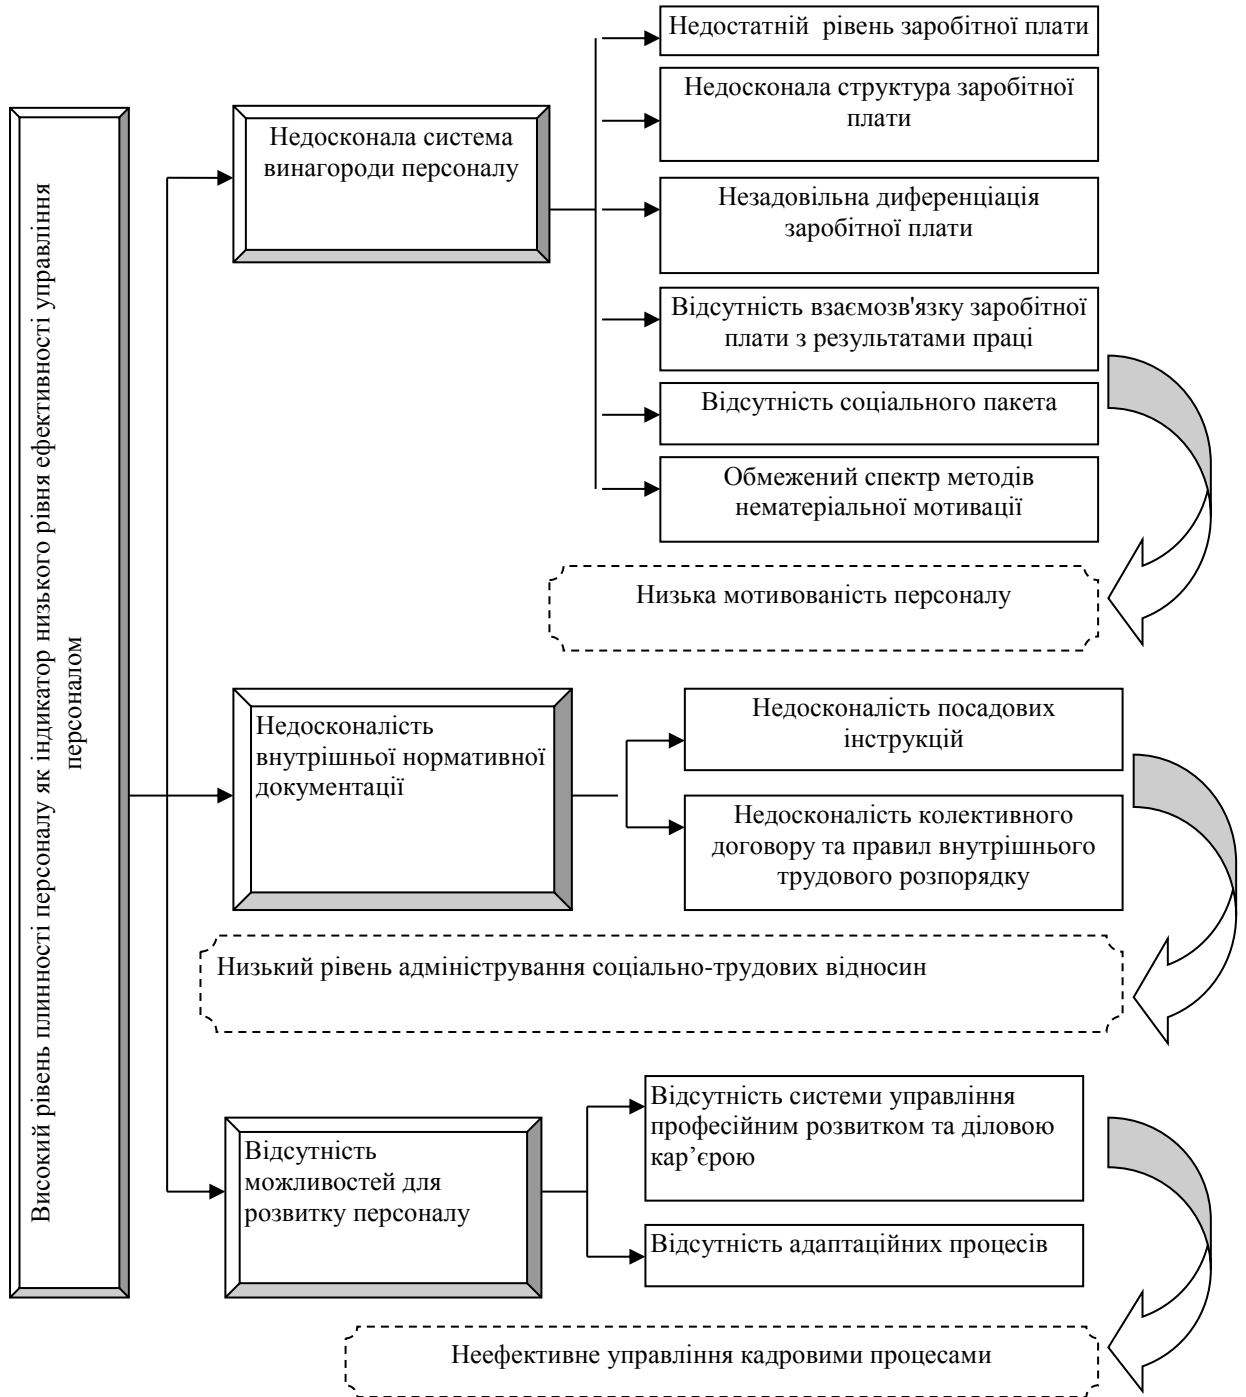 Високий рівень плинності персоналу як індикатор низького рівня ефективності управління
персоналом
Недосконала система
винагороди персоналу
Недостатній рівень заробітної плати
Недосконала структура заробітної
плати
Незадовільна диференціація
заробітної плати
Відсутність взаємозв'язку заробітної
плати з результатами праці
Відсутність соціального пакета
Обмежений спектр методів
нематеріальної мотивації
Низька мотивованість персоналу
Недосконалість
внутрішньої нормативної
документації
Недосконалість посадових
інструкцій
Недосконалість колективного
договору та правил внутрішнього
трудового розпорядку
Низький рівень адміністрування соціально-трудових відносин
Відсутність
можливостей для
розвитку персоналу
Відсутність системи управління
професійним розвитком та діловою
кар’єрою
Відсутність адаптаційних процесів
Неефективне управління кадровими процесами